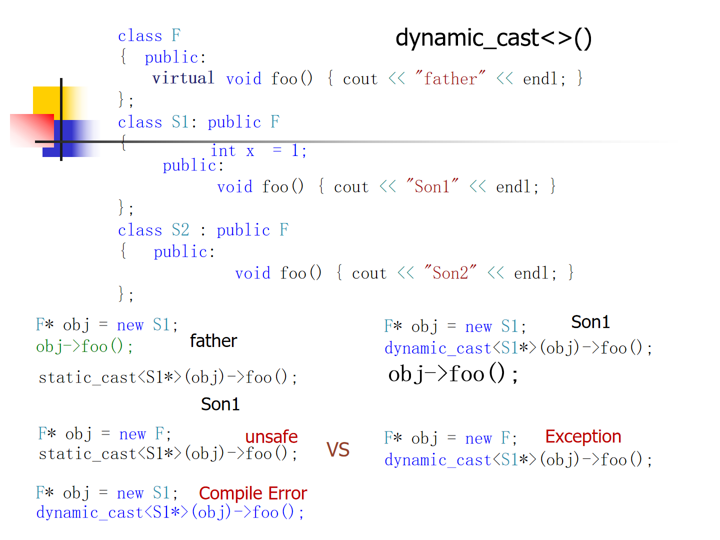 dynamic_cast<>()
class F
{ public:
virtual void foo() { cout << "father" << endl; }
};
class S1: public F
{
int x = 1;
public:
void foo() { cout << "Son1" << endl; }
};
class S2 : public F
{ public:
void foo() { cout << "Son2" << endl; }
};
F* obj = new S1;
obj->foo(); father
static_cast<S1*>(obj)->foo();
Son1
F* obj = new F; unsafe
static_cast<S1*>(obj)->foo();
F* obj = new S1; Compile Error
dynamic_cast<S1*>(obj)->foo();
VS
F* obj = new S1; Son1
dynamic_cast<S1*>(obj)->foo();
obj->foo();
F* obj = new F; Exception
dynamic_cast<S1*>(obj)->foo();